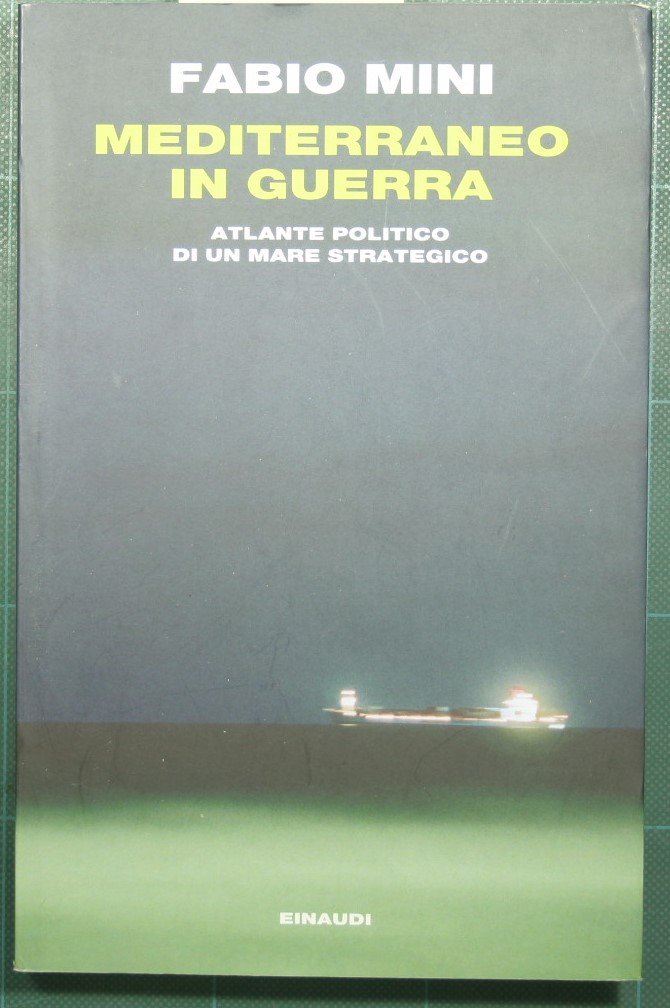 FABIO MINI
MEDITERRANEO
IN GUERRA
ATLANTE POLITICO
DI UN MARE STRATEGICO
EINAUDI